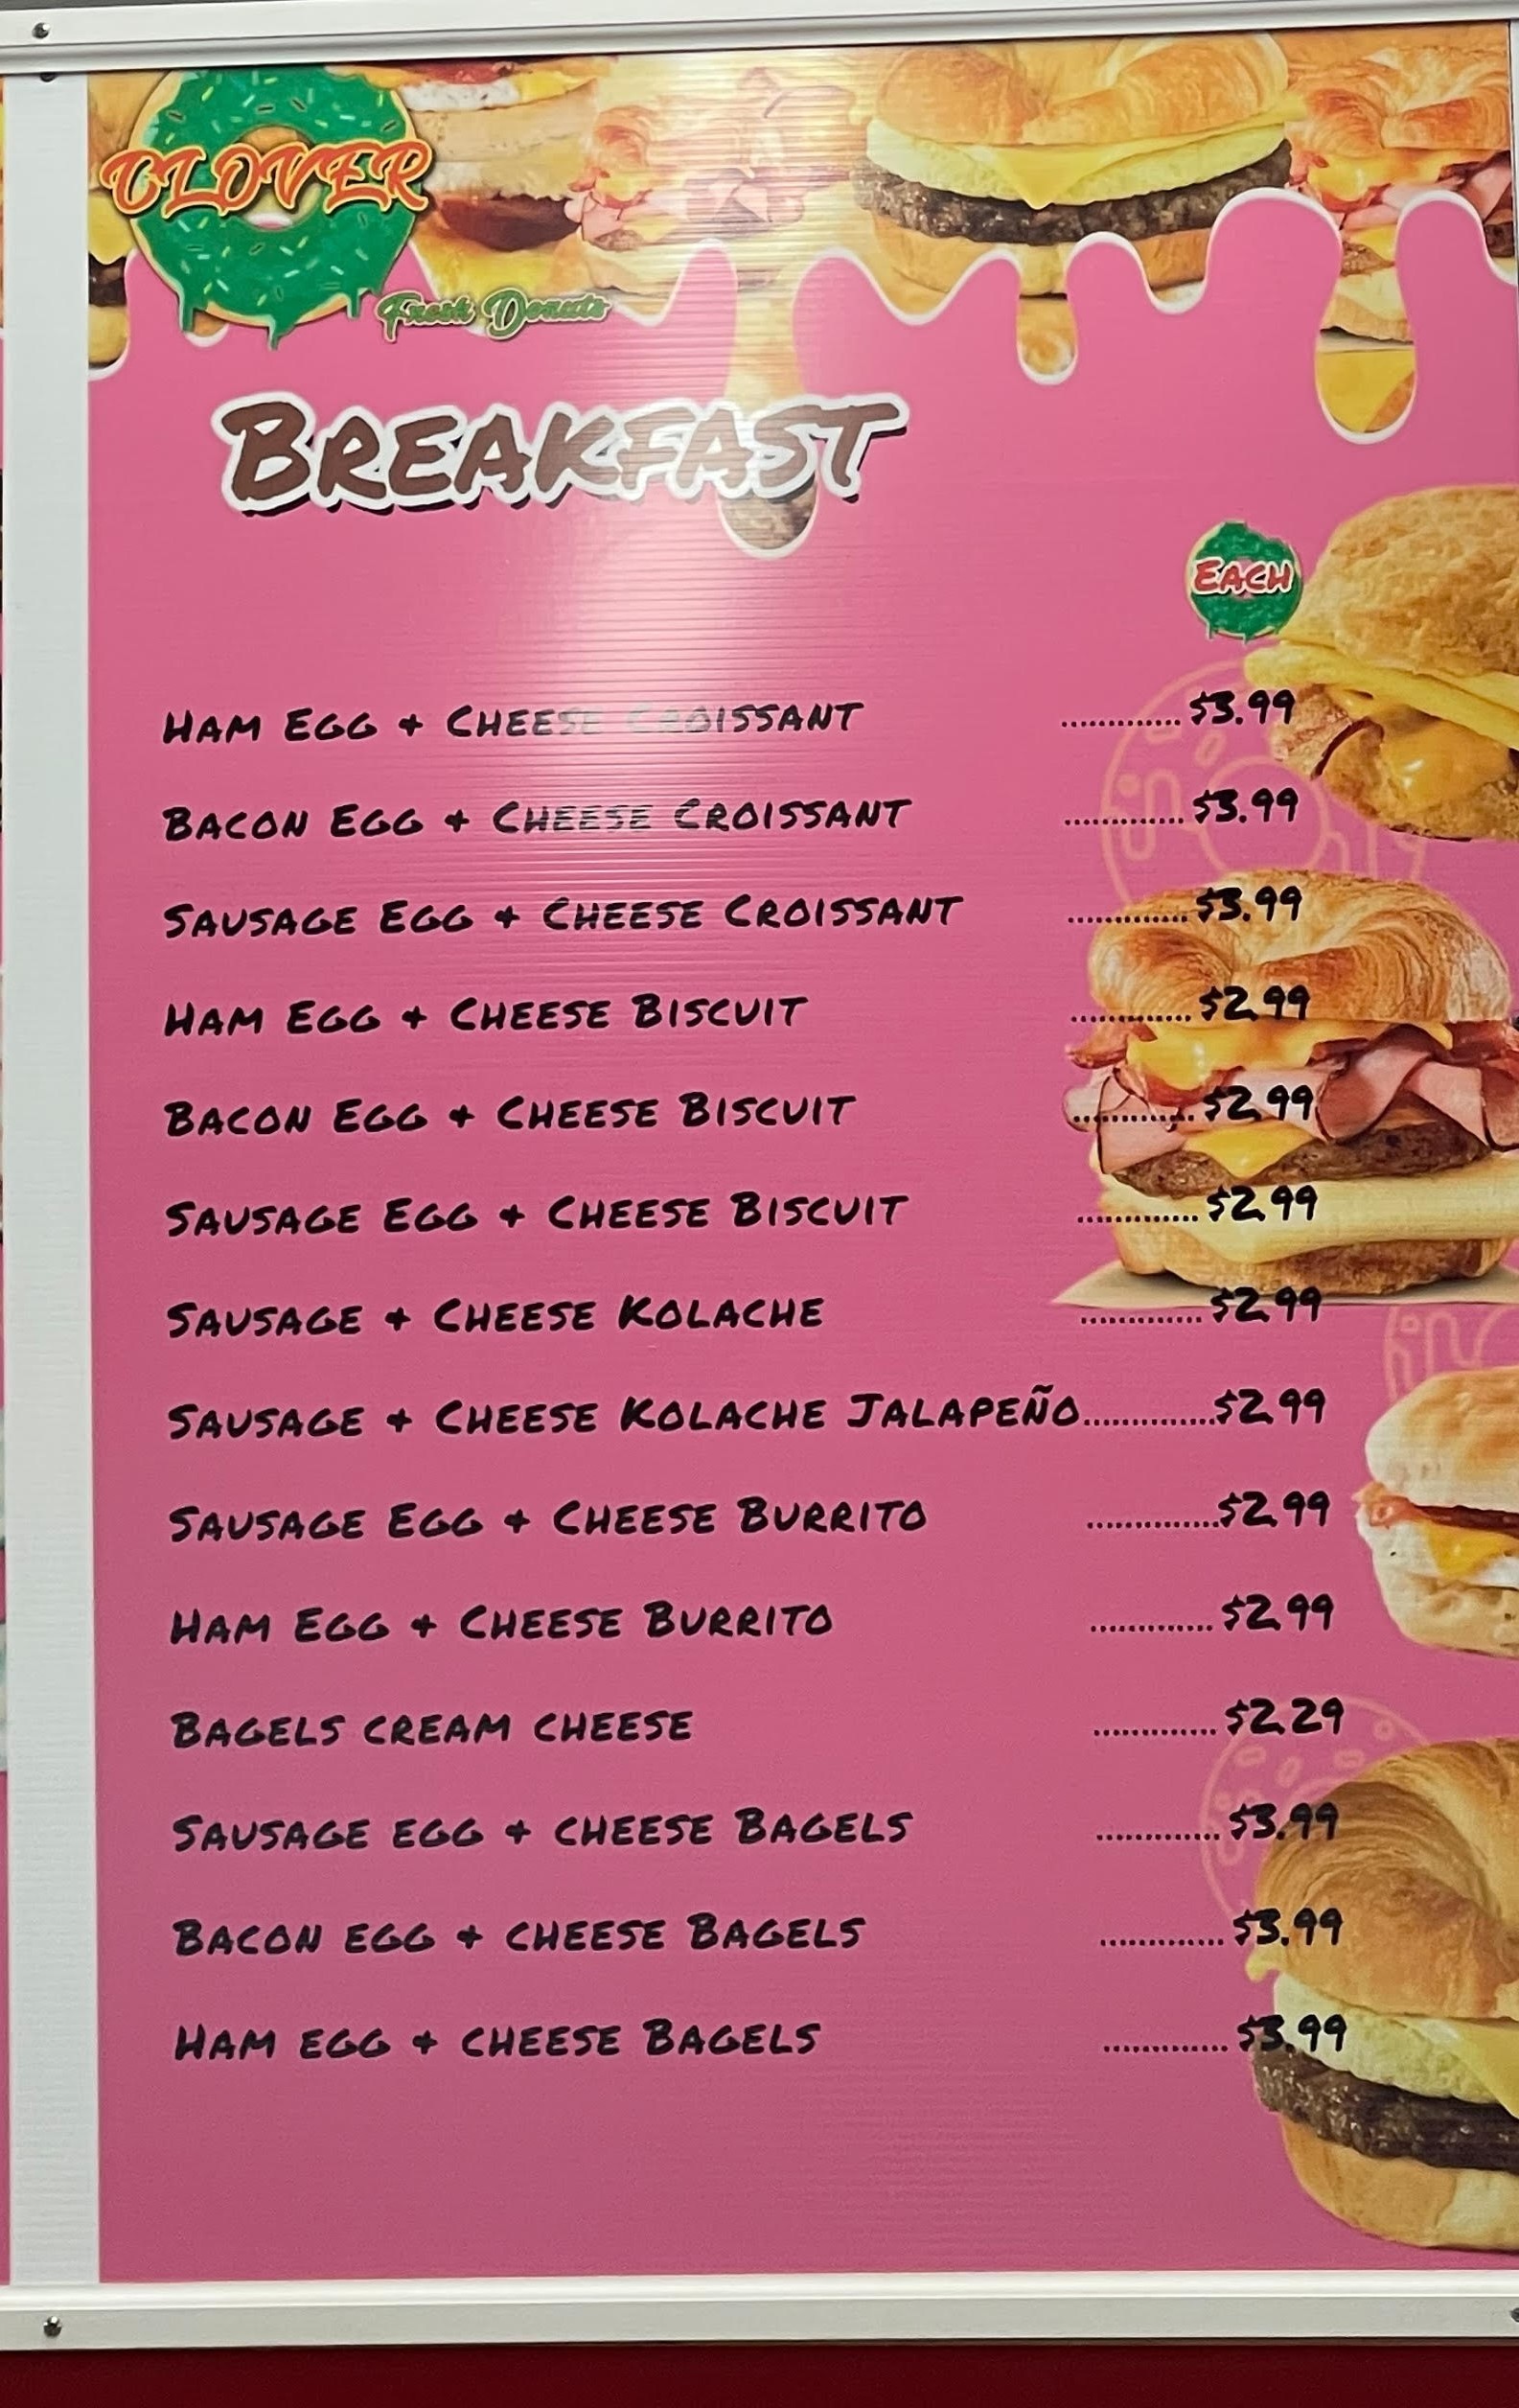 CLOVER
Fresh Donuts
BREAKFAST
EACH
HAM EGG & CHEESE CROISSANT ............. $3.99
BACON EGG & CHEESE CROISSANT ............. $3.99
SAUSAGE EGG & CHEESE CROISSANT ............. $3.99
HAM EGG & CHEESE BISCUIT ............. $2.99
BACON EGG & CHEESE BISCUIT ............. $2.99
SAUSAGE EGG & CHEESE BISCUIT ............. $2.99
SAUSAGE & CHEESE KOLACHE ............. $2.99
SAUSAGE & CHEESE KOLACHE JALAPEÑO.............. $2.99
SAUSAGE EGG & CHEESE BURRITO .............. $2.99
HAM EGG & CHEESE BURRITO ............. $2.99
BAGELS CREAM CHEESE ............. $2.29
SAUSAGE EGG & CHEESE BAGELS ............. $3.99
BACON EGG & CHEESE BAGELS ............. $3.99
HAM EGG & CHEESE BAGELS ............. $3.99